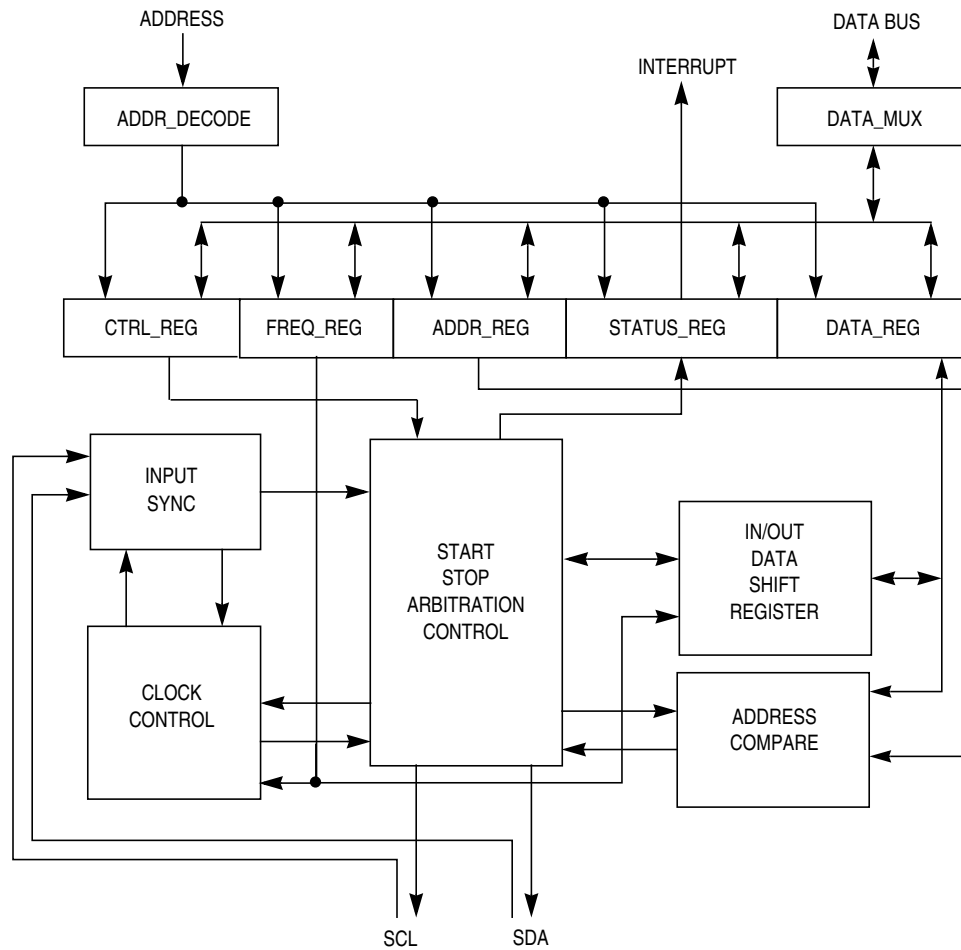 ADDRESS
DATA BUS
INTERRUPT
ADDR_DECODE
DATA_MUX
CTRL_REG
FREQ_REG
ADDR_REG
STATUS_REG
DATA_REG
INPUT
SYNC
START
STOP
ARBITRATION
CONTROL
IN/OUT
DATA
SHIFT
REGISTER
CLOCK
CONTROL
ADDRESS
COMPARE
SCL
SDA